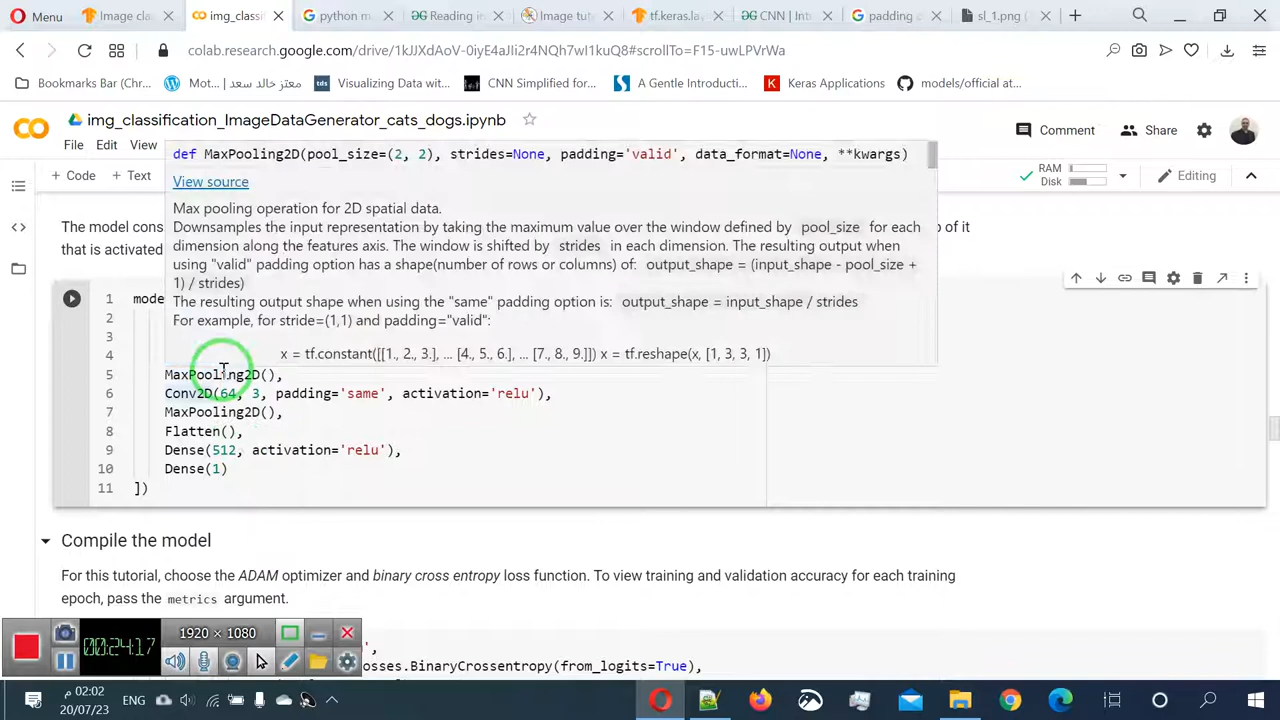 Menu
Image clas
img_classifi
python m
Reading in
Image tut
tf.keras.lay
CNN | Int
padding c
sl_1.png (
colab.research.google.com/drive/1kJJXdAoV-0iyE4aJIi2r4NQh7wI1kuQ8#scrollTo=F15-uwLPVrWa
Bookmarks Bar (Chro...
Mot... | معتز خالد سعد
Visualizing Data wit...
CNN Simplified for...
A Gentle Introducti...
Keras Applications
models/official at...
img_classification_ImageDataGenerator_cats_dogs.ipynb
Comment
Share
File Edit View
+ Code + Text
RAM
Disk
Editing
def MaxPooling2D(pool_size=(2, 2), strides=None, padding='valid', data_format=None, **kwargs)
View source
Max pooling operation for 2D spatial data.
Downsamples the input representation by taking the maximum value over the window defined by pool_size for each
dimension along the features axis. The window is shifted by strides in each dimension. The resulting output when
using "valid" padding option has a shape(number of rows or columns) of: output_shape = (input_shape - pool_size +
1) / strides)
The resulting output shape when using the "same" padding option is: output_shape = input_shape / strides
For example, for stride=(1,1) and padding="valid":
x = tf.constant([[1., 2., 3.], ... [4., 5., 6.], ... [7., 8., 9.]]) x = tf.reshape(x, [1, 3, 3, 1])
The model cons
p of it
that is activated
1 mode
2
3
4
5 MaxPooling2D(),
6 Conv2D(64, 3, padding='same', activation='relu'),
7 MaxPooling2D(),
8 Flatten(),
9 Dense(512, activation='relu'),
10 Dense(1)
11 ])
Compile the model
For this tutorial, choose the ADAM optimizer and binary cross entropy loss function. To view training and validation accuracy for each training
epoch, pass the metrics argument.
',
osses.BinaryCrossentropy(from_logits=True),
1920 × 1080
00:24:17
02:02 م
20/07/23
ENG